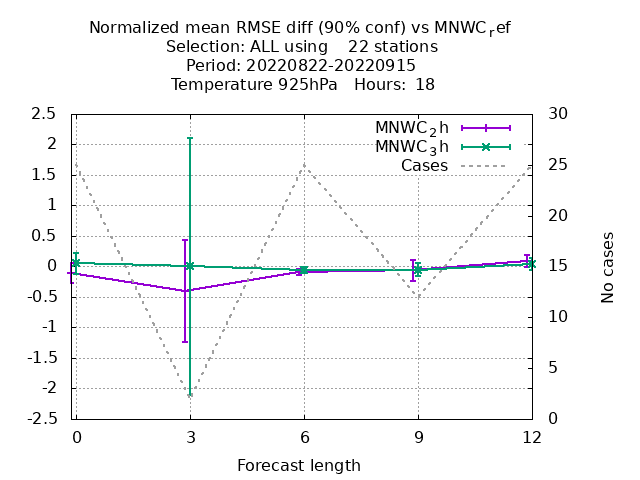 Normalized mean RMSE diff (90% conf) vs MNWC_ref
Selection: ALL using    22 stations
Period: 20220822-20220915
Temperature 925hPa   Hours:  18
2.5
2
1.5
1
0.5
0
-0.5
-1
-1.5
-2
-2.5
30
25
20
15
10
5
0
MNWC_2h
MNWC_3h
Cases
No cases
0 3 6 9 12
Forecast length